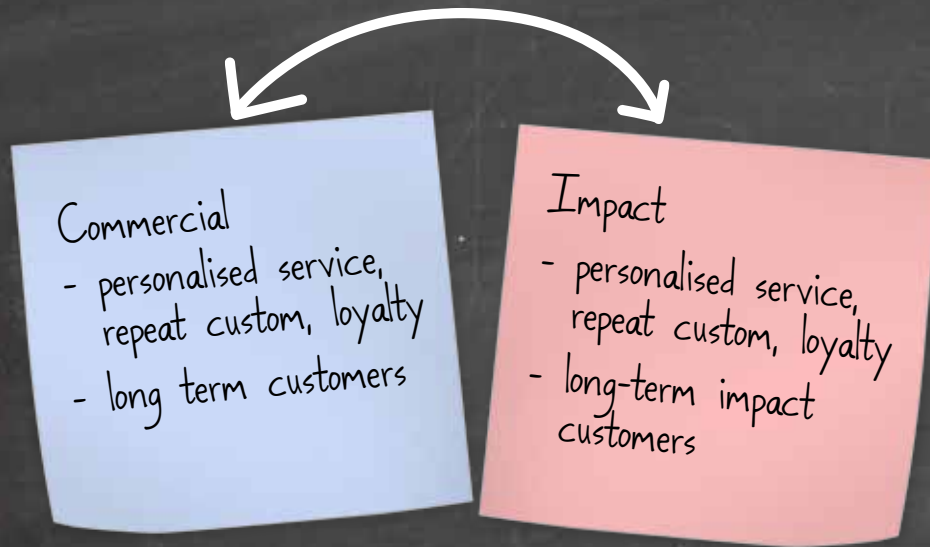 Commercial
- personalised service,
repeat custom, loyalty
- long term customers
Impact
- personalised service,
repeat custom, loyalty
- long-term impact
customers